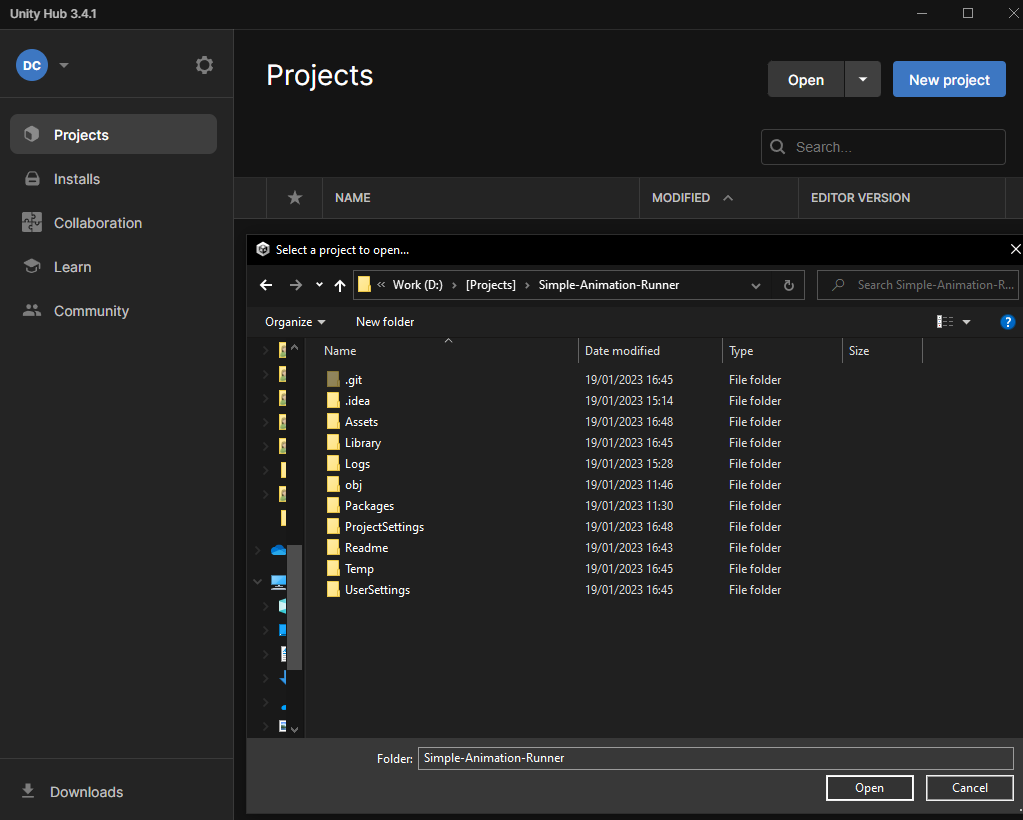 Unity Hub 3.4.1
DC
Projects
Open
New project
Projects
Installs
Collaboration
Learn
Community
Downloads
Search...
NAME MODIFIED EDITOR VERSION
Select a project to open...
« Work (D:) › [Projects] › Simple-Animation-Runner
Search Simple-Animation-R...
Organize New folder
?
Name Date modified Type Size
.git 19/01/2023 16:45 File folder
.idea 19/01/2023 15:14 File folder
Assets 19/01/2023 16:48 File folder
Library 19/01/2023 16:45 File folder
Logs 19/01/2023 15:28 File folder
obj 19/01/2023 11:46 File folder
Packages 19/01/2023 11:30 File folder
ProjectSettings 19/01/2023 16:48 File folder
Readme 19/01/2023 16:43 File folder
Temp 19/01/2023 16:45 File folder
UserSettings 19/01/2023 16:45 File folder
Folder: Simple-Animation-Runner
Open Cancel